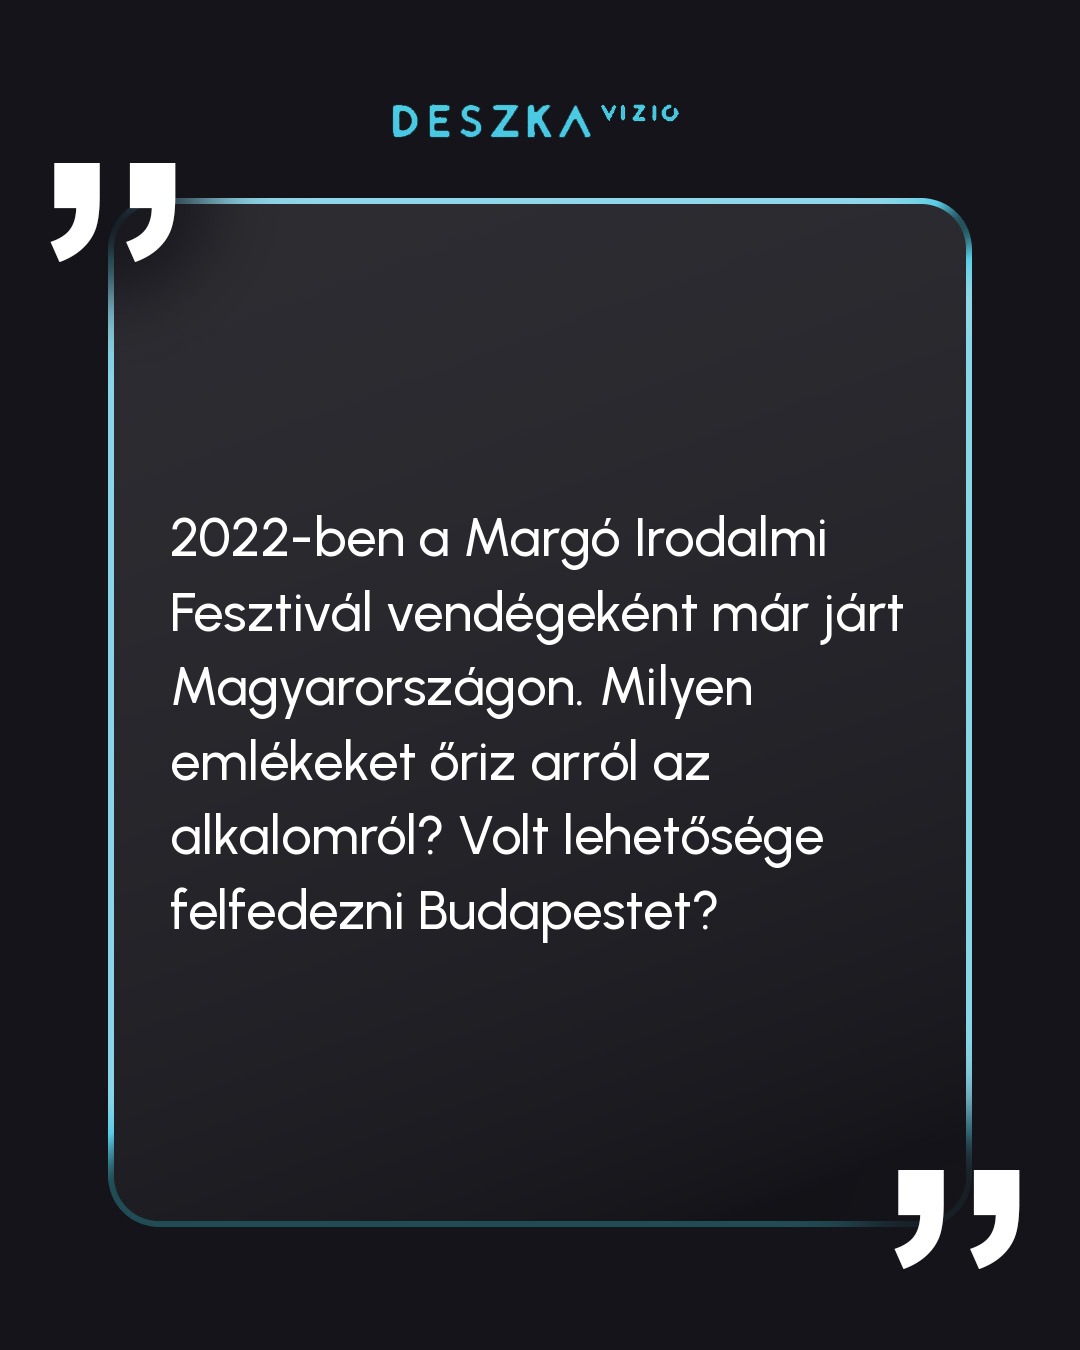 DESZKA VIZIO
2022-ben a Margó Irodalmi
Fesztivál vendégeként már járt
Magyarországon. Milyen
emlékeket őriz arról az
alkalomról? Volt lehetősége
felfedezni Budapestet?